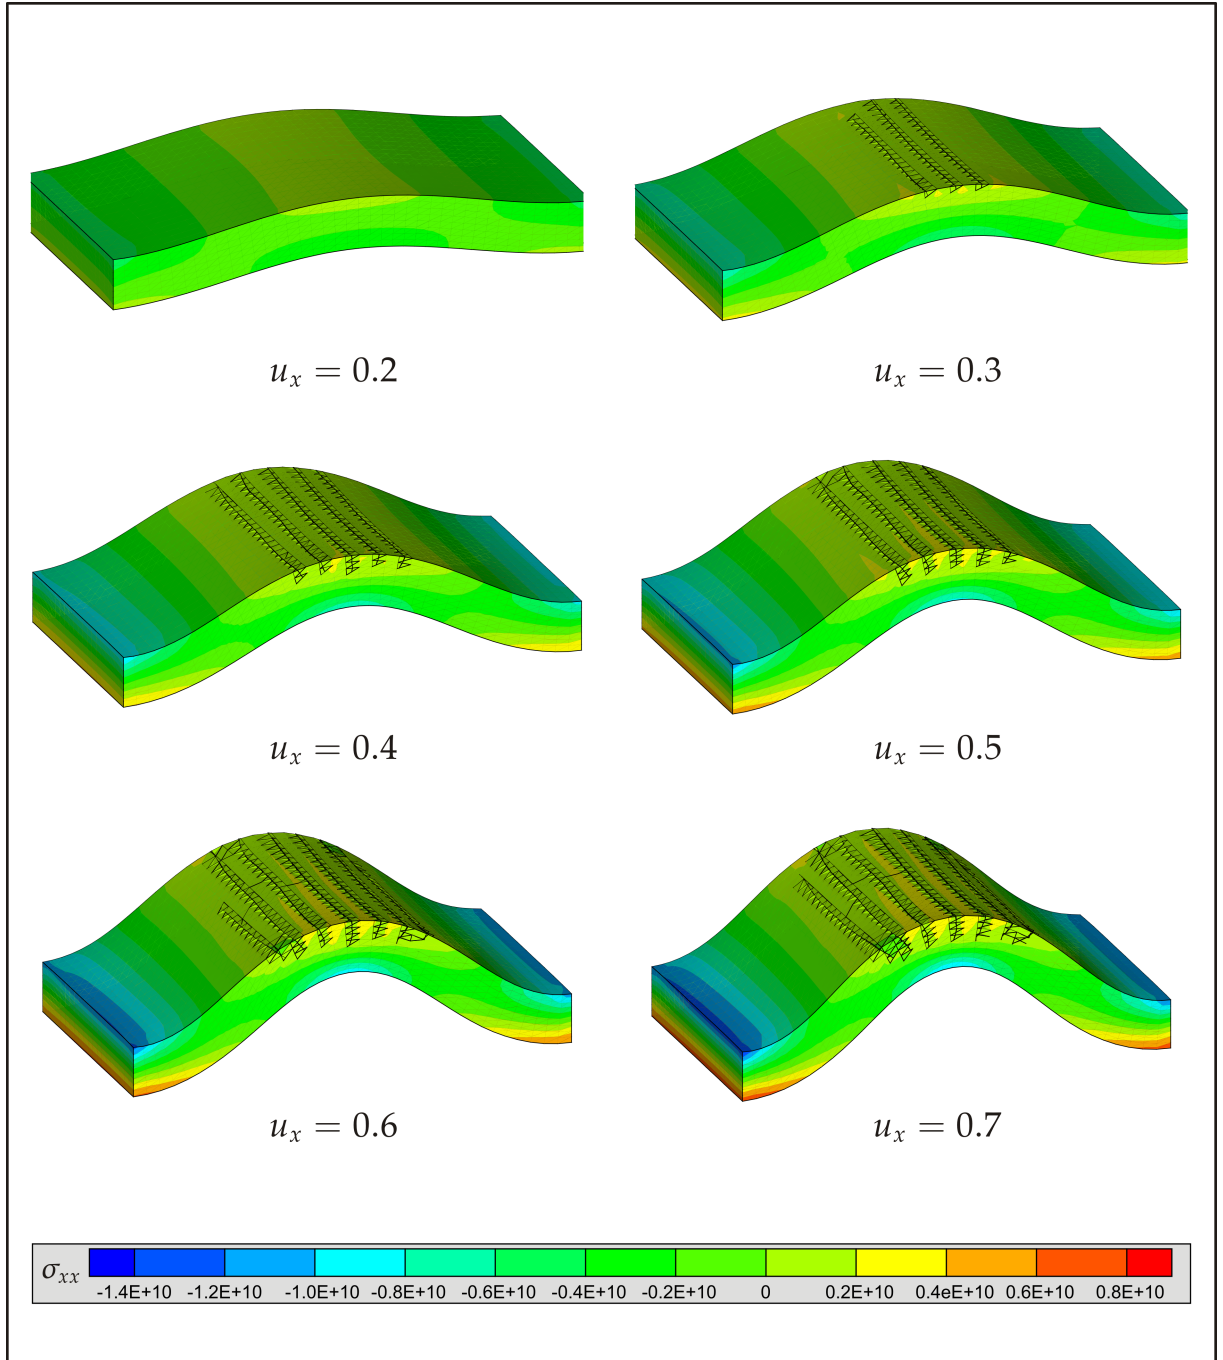 u_x = 0.2
u_x = 0.3
u_x = 0.4
u_x = 0.5
u_x = 0.6
u_x = 0.7
σ_xx
-1.4E+10 -1.2E+10 -1.0E+10 -0.8E+10 -0.6E+10 -0.4E+10 -0.2E+10 0 0.2E+10 0.4eE+10 0.6E+10 0.8E+10